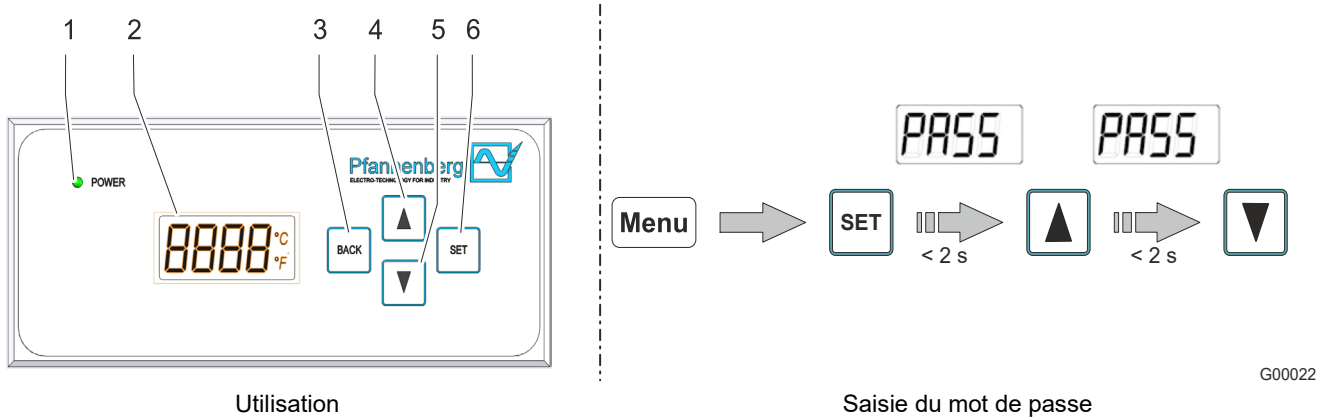 1 2 3 4 5 6
POWER
Pfannenberg
ELECTRO-TECHNOLOGY FOR INDUSTRY
8888 °C
°F
BACK
SET
Utilisation
PASS PASS
Menu
SET
< 2 s < 2 s
G00022
Saisie du mot de passe